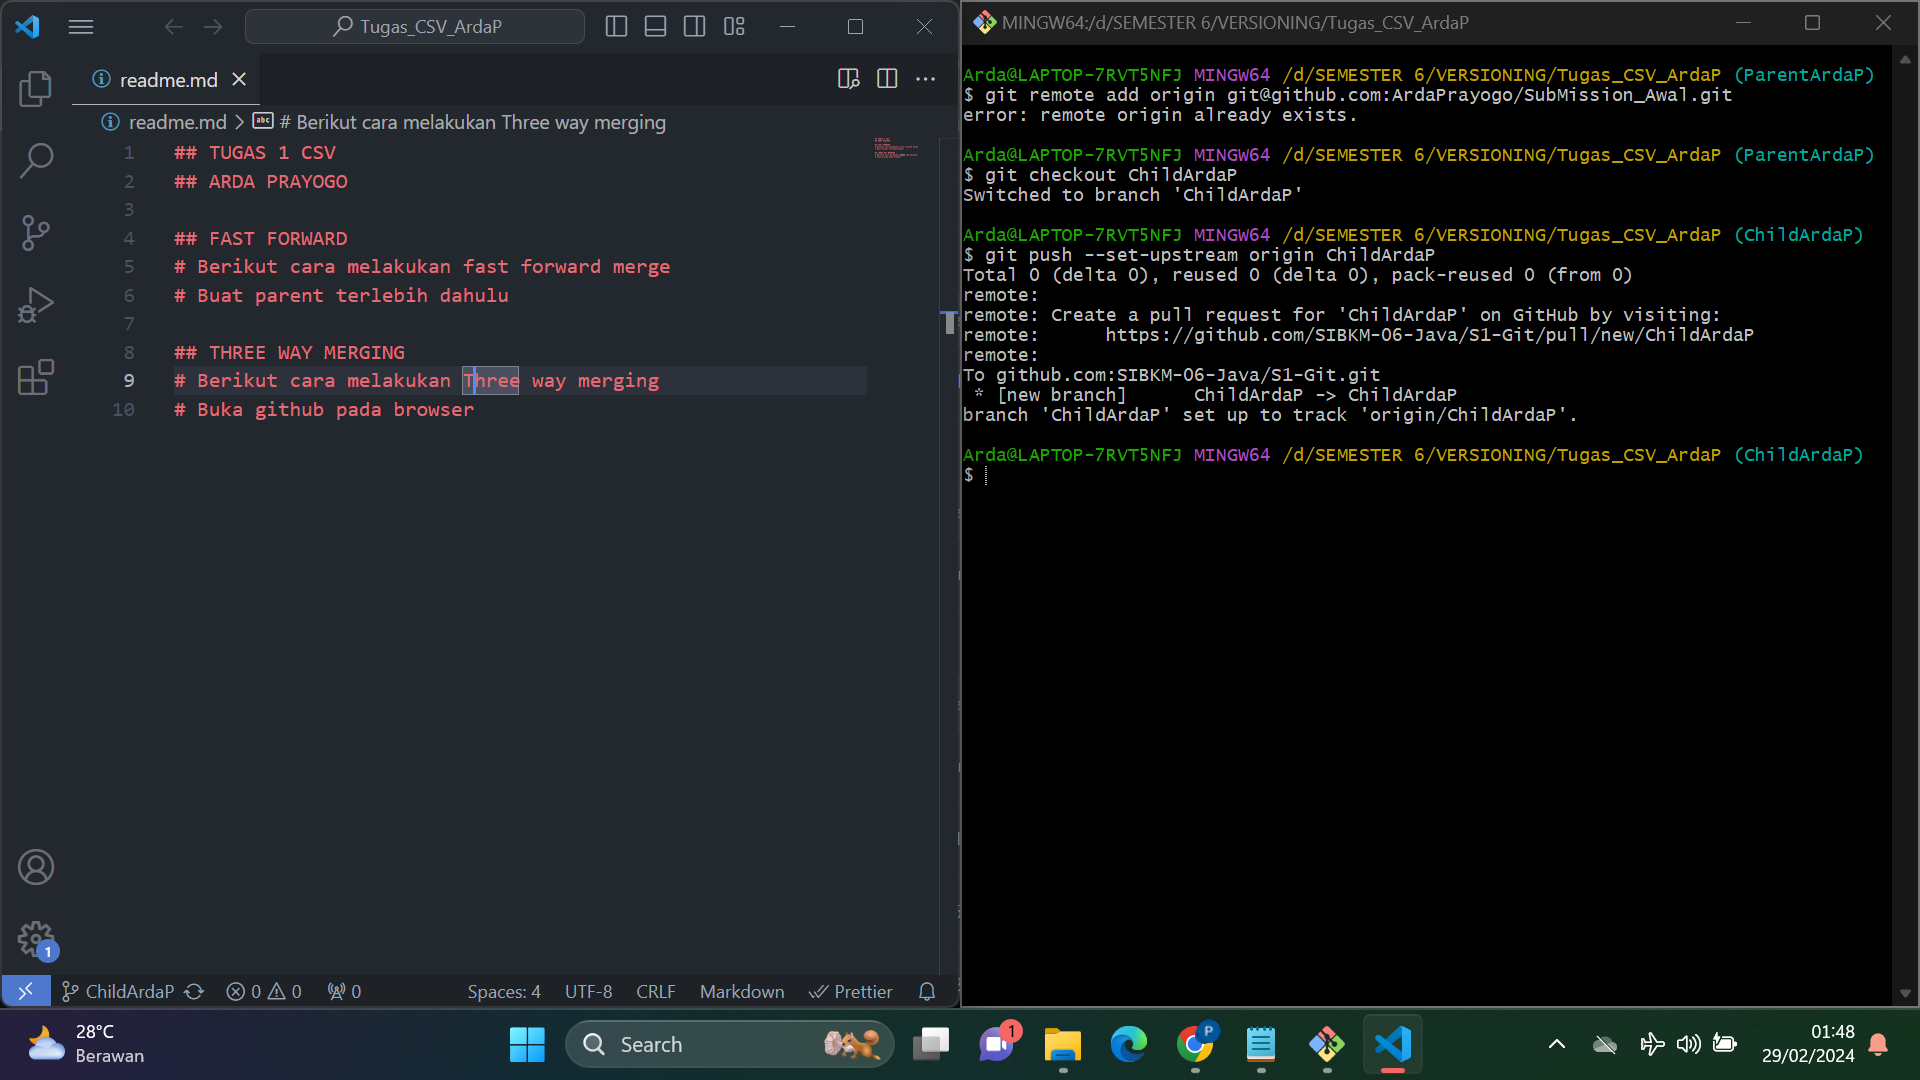 Tugas_CSV_ArdaP
readme.md
readme.md > # Berikut cara melakukan Three way merging
1 ## TUGAS 1 CSV
2 ## ARDA PRAYOGO
3
4 ## FAST FORWARD
5 # Berikut cara melakukan fast forward merge
6 # Buat parent terlebih dahulu
7
8 ## THREE WAY MERGING
9 # Berikut cara melakukan Three way merging
10 # Buka github pada browser
1
ChildArdaP 0 0 0 Spaces: 4 UTF-8 CRLF Markdown Prettier
MINGW64:/d/SEMESTER 6/VERSIONING/Tugas_CSV_ArdaP
Arda@LAPTOP-7RVT5NFJ MINGW64 /d/SEMESTER 6/VERSIONING/Tugas_CSV_ArdaP (ParentArdaP)
$ git remote add origin git@github.com:ArdaPrayogo/SubMission_Awal.git
error: remote origin already exists.
Arda@LAPTOP-7RVT5NFJ MINGW64 /d/SEMESTER 6/VERSIONING/Tugas_CSV_ArdaP (ParentArdaP)
$ git checkout ChildArdaP
Switched to branch 'ChildArdaP'
Arda@LAPTOP-7RVT5NFJ MINGW64 /d/SEMESTER 6/VERSIONING/Tugas_CSV_ArdaP (ChildArdaP)
$ git push --set-upstream origin ChildArdaP
Total 0 (delta 0), reused 0 (delta 0), pack-reused 0 (from 0)
remote:
remote: Create a pull request for 'ChildArdaP' on GitHub by visiting:
remote:      https://github.com/SIBKM-06-Java/S1-Git/pull/new/ChildArdaP
remote:
To github.com:SIBKM-06-Java/S1-Git.git
 * [new branch]      ChildArdaP -> ChildArdaP
branch 'ChildArdaP' set up to track 'origin/ChildArdaP'.
Arda@LAPTOP-7RVT5NFJ MINGW64 /d/SEMESTER 6/VERSIONING/Tugas_CSV_ArdaP (ChildArdaP)
$
28°C
Berawan
Search
1
P
01:48
29/02/2024